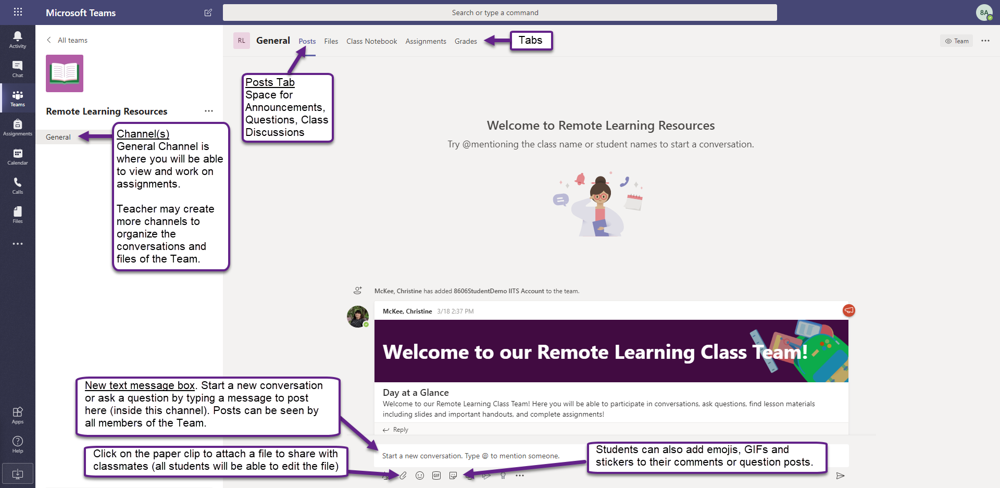 Microsoft Teams
Search or type a command
8A
Activity
Chat
Teams
Assignments
Calendar
Calls
Files
Apps
Help
All teams
Remote Learning Resources
General
Channel(s)
General Channel is
where you will be able
to view and work on
assignments.
Teacher may create
more channels to
organize the
conversations and
files of the Team.
RL
General
Posts
Files
Class Notebook
Assignments
Grades
Tabs
Team
Posts Tab
Space for
Announcements,
Questions, Class
Discussions
Welcome to Remote Learning Resources
Try @mentioning the class name or student names to start a conversation.
McKee, Christine has added 8606StudentDemo IITS Account to the team.
McKee, Christine 3/18 2:37 PM
Welcome to our Remote Learning Class Team!
Day at a Glance
Welcome to our Remote Learning Class Team! Here you will be able to participate in conversations, ask questions, find lesson materials
including slides and important handouts, and complete assignments!
Reply
New text message box. Start a new conversation
or ask a question by typing a message to post
here (inside this channel). Posts can be seen by
all members of the Team.
Click on the paper clip to attach a file to share with
classmates (all students will be able to edit the file)
Start a new conversation. Type @ to mention someone.
GIF
Students can also add emojis, GIFs and
stickers to their comments or question posts.